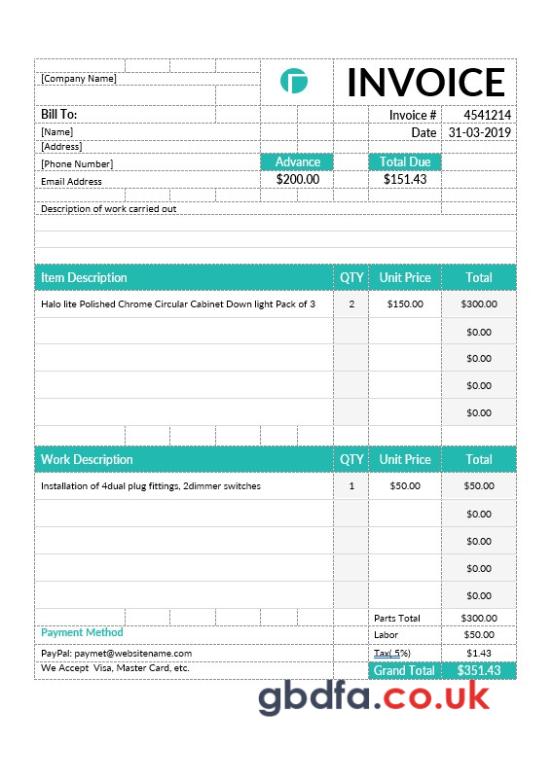 [Company Name]
INVOICE
Bill To:
Invoice # 4541214
[Name]
Date 31-03-2019
[Address]
[Phone Number] Advance Total Due
Email Address $200.00 $151.43
Description of work carried out
Item Description QTY Unit Price Total
Halo lite Polished Chrome Circular Cabinet Down light Pack of 3 2 $150.00 $300.00
$0.00
$0.00
$0.00
$0.00
Work Description QTY Unit Price Total
Installation of 4dual plug fittings, 2dimmer switches 1 $50.00 $50.00
$0.00
$0.00
$0.00
$0.00
Parts Total $300.00
Payment Method
Labor $50.00
PayPal: paymet@websitename.com Tax(.5%) $1.43
We Accept Visa, Master Card, etc.
Grand Total $351.43
gbdfa.co.uk